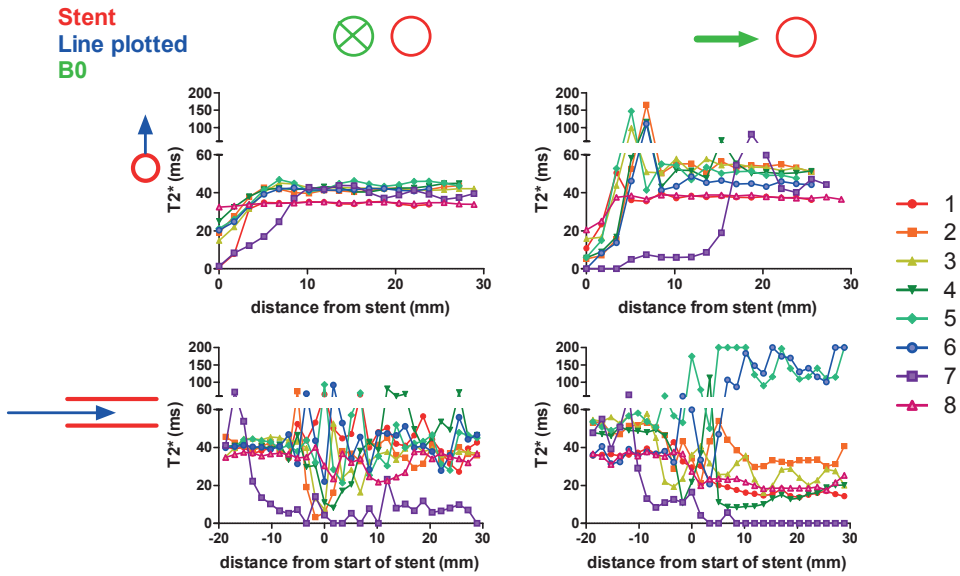 Stent
Line plotted
B0
200
150
100
60
40
20
0
T2* (ms)
0 10 20 30
distance from stent (mm)
200
150
100
60
40
20
0
T2* (ms)
0 10 20 30
distance from stent (mm)
1
2
3
4
5
6
7
8
200
150
100
60
40
20
0
T2* (ms)
-20 -10 0 10 20 30
distance from start of stent (mm)
200
150
100
60
40
20
0
T2* (ms)
-20 -10 0 10 20 30
distance from start of stent (mm)